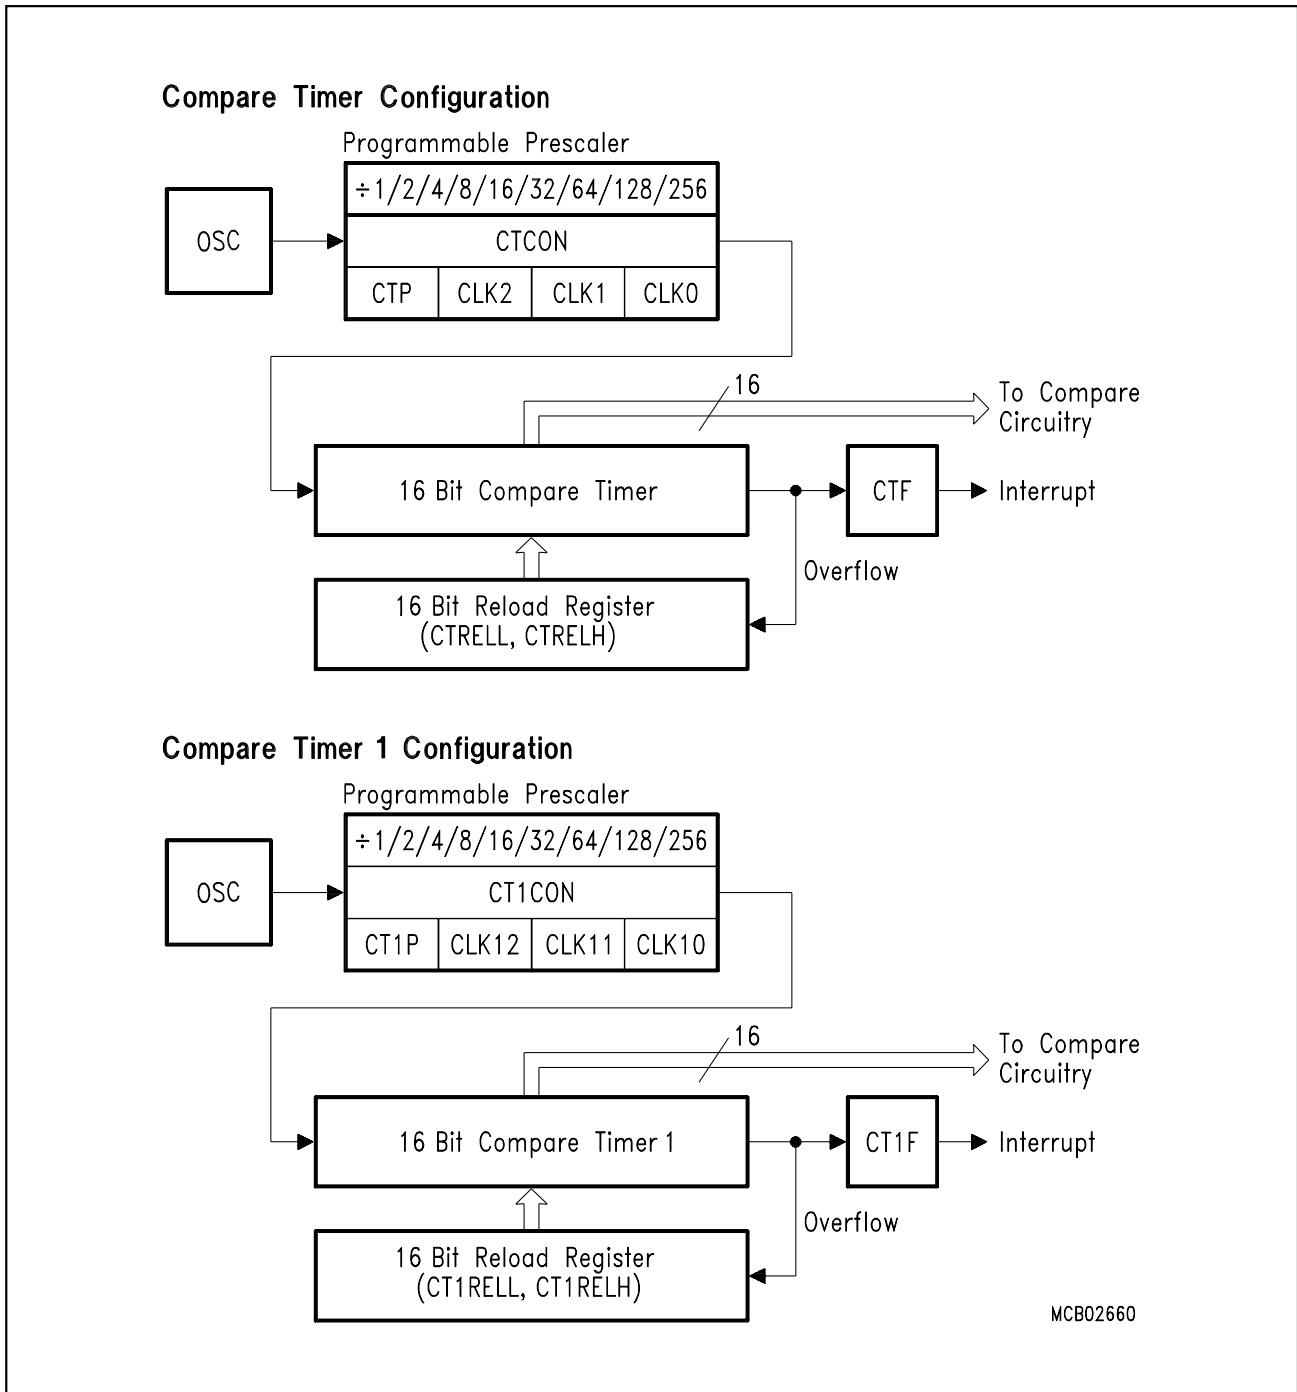 Compare Timer Configuration
Programmable Prescaler
÷1/2/4/8/16/32/64/128/256
OSC
CTCON
CTP CLK2 CLK1 CLK0
16
To Compare
Circuitry
16 Bit Compare Timer
CTF
Interrupt
Overflow
16 Bit Reload Register
(CTRELL, CTRELH)
Compare Timer 1 Configuration
Programmable Prescaler
÷1/2/4/8/16/32/64/128/256
OSC
CT1CON
CT1P CLK12 CLK11 CLK10
16
To Compare
Circuitry
16 Bit Compare Timer 1
CT1F
Interrupt
Overflow
16 Bit Reload Register
(CT1RELL, CT1RELH)
MCB02660